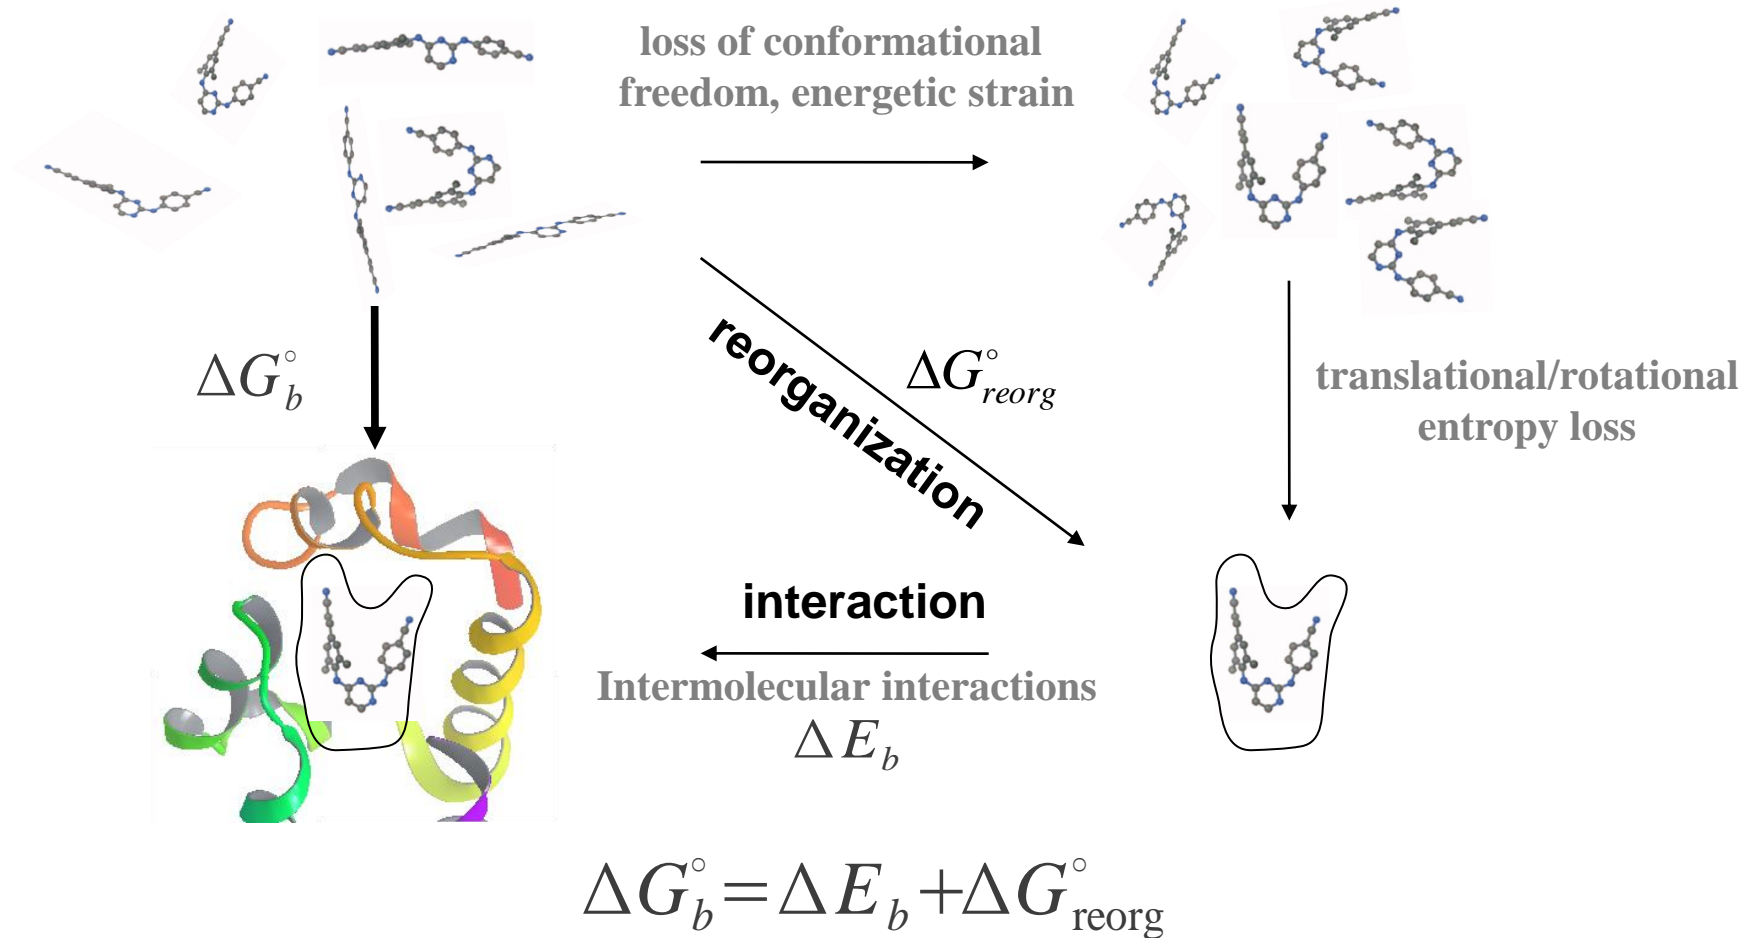 loss of conformational
freedom, energetic strain
ΔG°b
reorganization
ΔG°reorg
translational/rotational
entropy loss
interaction
Intermolecular interactions
ΔEb
ΔG°b=ΔEb+ΔG°reorg